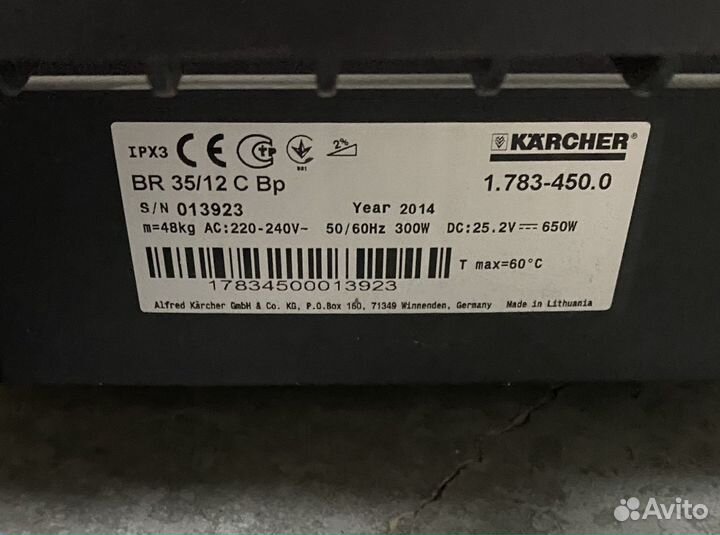 IPX3 CE 2% KÄRCHER®
BR 35/12 C Bp 1.783-450.0
S/N 013923 Year 2014
m=48kg AC:220-240V~ 50/60Hz 300W DC:25.2V⎓ 650W
T max=60°C
17834500013923
Alfred Kärcher GmbH & Co. KG, P.O.Box 160, 71349 Winnenden, Germany Made in Lithuania
Avito